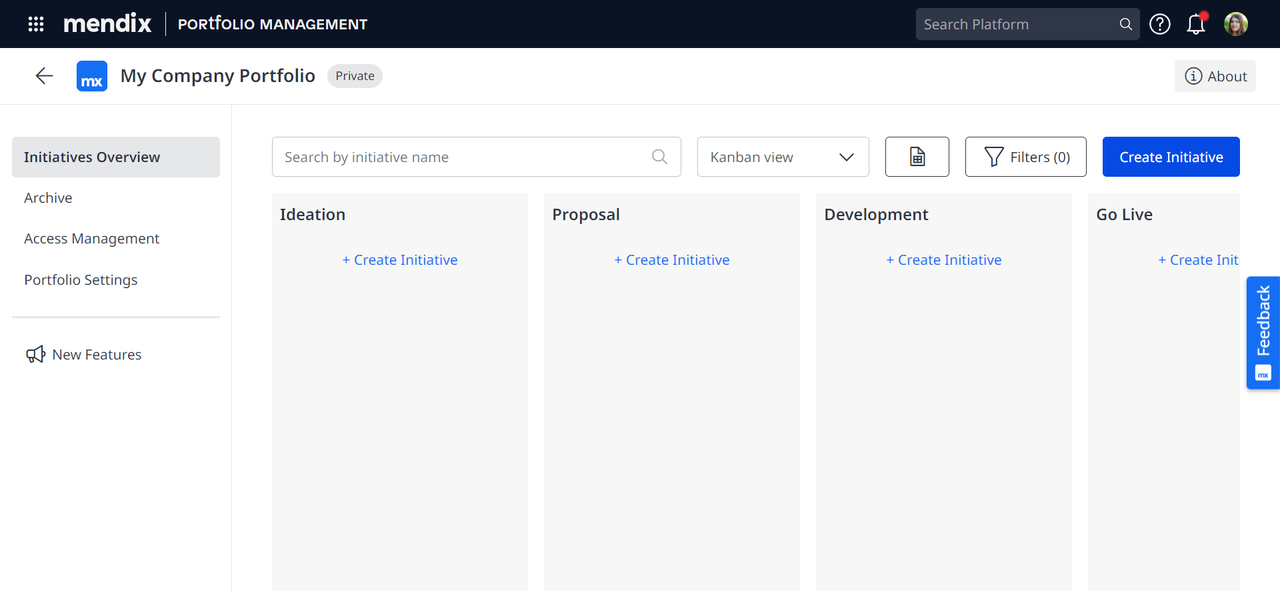 mendix PORTFOLIO MANAGEMENT
Search Platform
mx My Company Portfolio Private
About
Initiatives Overview
Archive
Access Management
Portfolio Settings
New Features
Search by initiative name
Kanban view
Filters (0)
Create Initiative
Ideation
+ Create Initiative
Proposal
+ Create Initiative
Development
+ Create Initiative
Go Live
+ Create Init
Feedback
mx